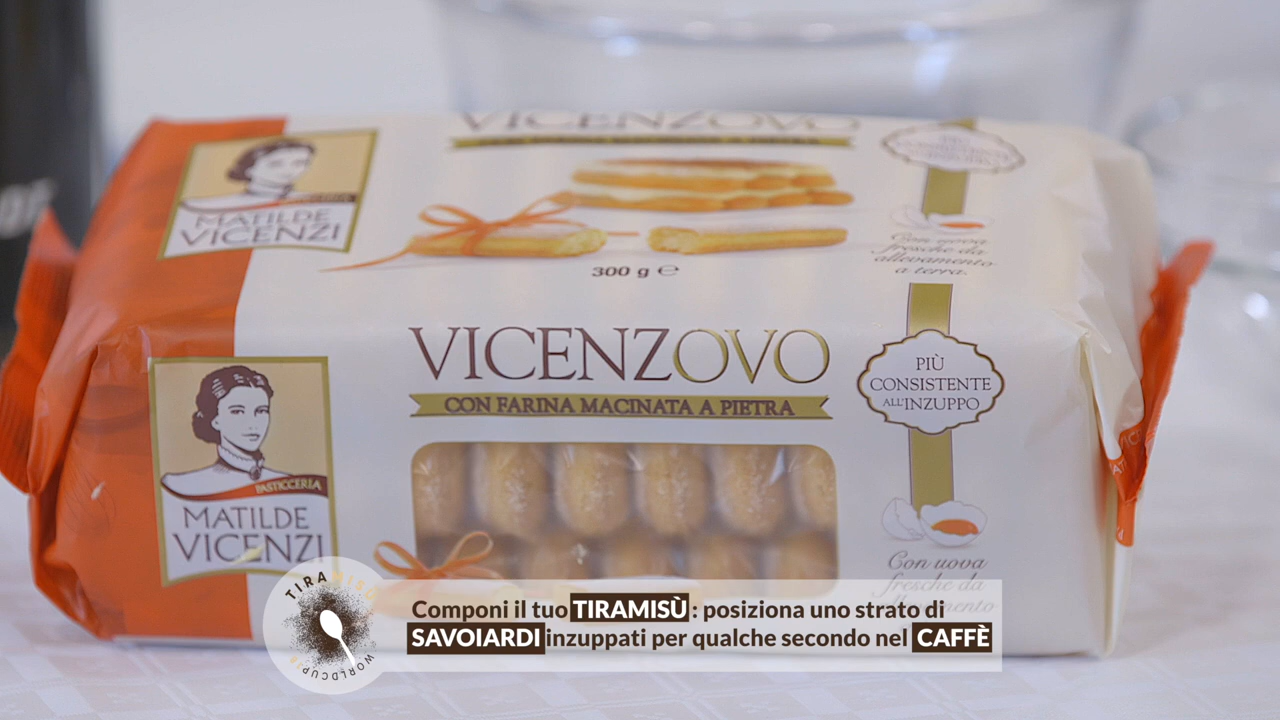 VICENZOVO
PIÙ
MATILDE
VICENZI
300 g ℮
Con uova
fresche da
allevamento
a terra.
VICENZOVO
CON FARINA MACINATA A PIETRA
PIÙ
CONSISTENTE
ALL'INZUPPO
PASTICCERIA
MATILDE
VICENZI
Con uova
fresche da
allevamento
TIRAMISÙ
WORLDCUP
Componi il tuo TIRAMISÙ: posiziona uno strato di
SAVOIARDI inzuppati per qualche secondo nel CAFFÈ